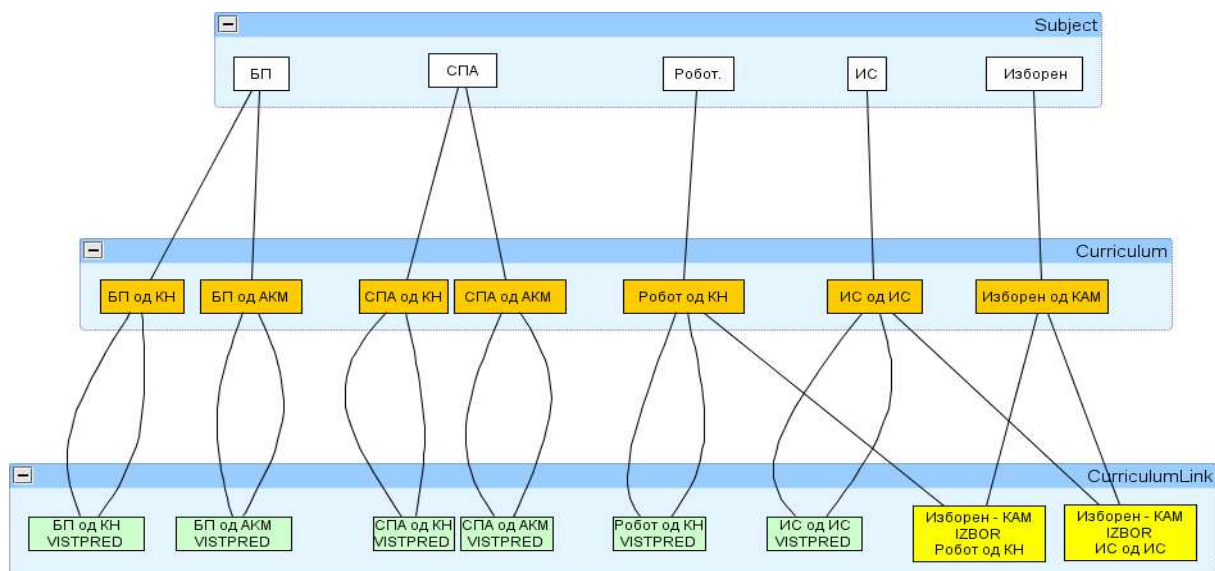 Subject
БП
СПА
Робот.
ИС
Изборен
Curriculum
БП од КН
БП од АКМ
СПА од КН
СПА од АКМ
Робот од КН
ИС од ИС
Изборен од КАМ
CurriculumLink
БП од КН
VISTPRED
БП од АКМ
VISTPRED
СПА од КН
VISTPRED
СПА од АКМ
VISTPRED
Робот од КН
VISTPRED
ИС од ИС
VISTPRED
Изборен - КАМ
IZBOR
Робот од КН
Изборен - КАМ
IZBOR
ИС од ИС